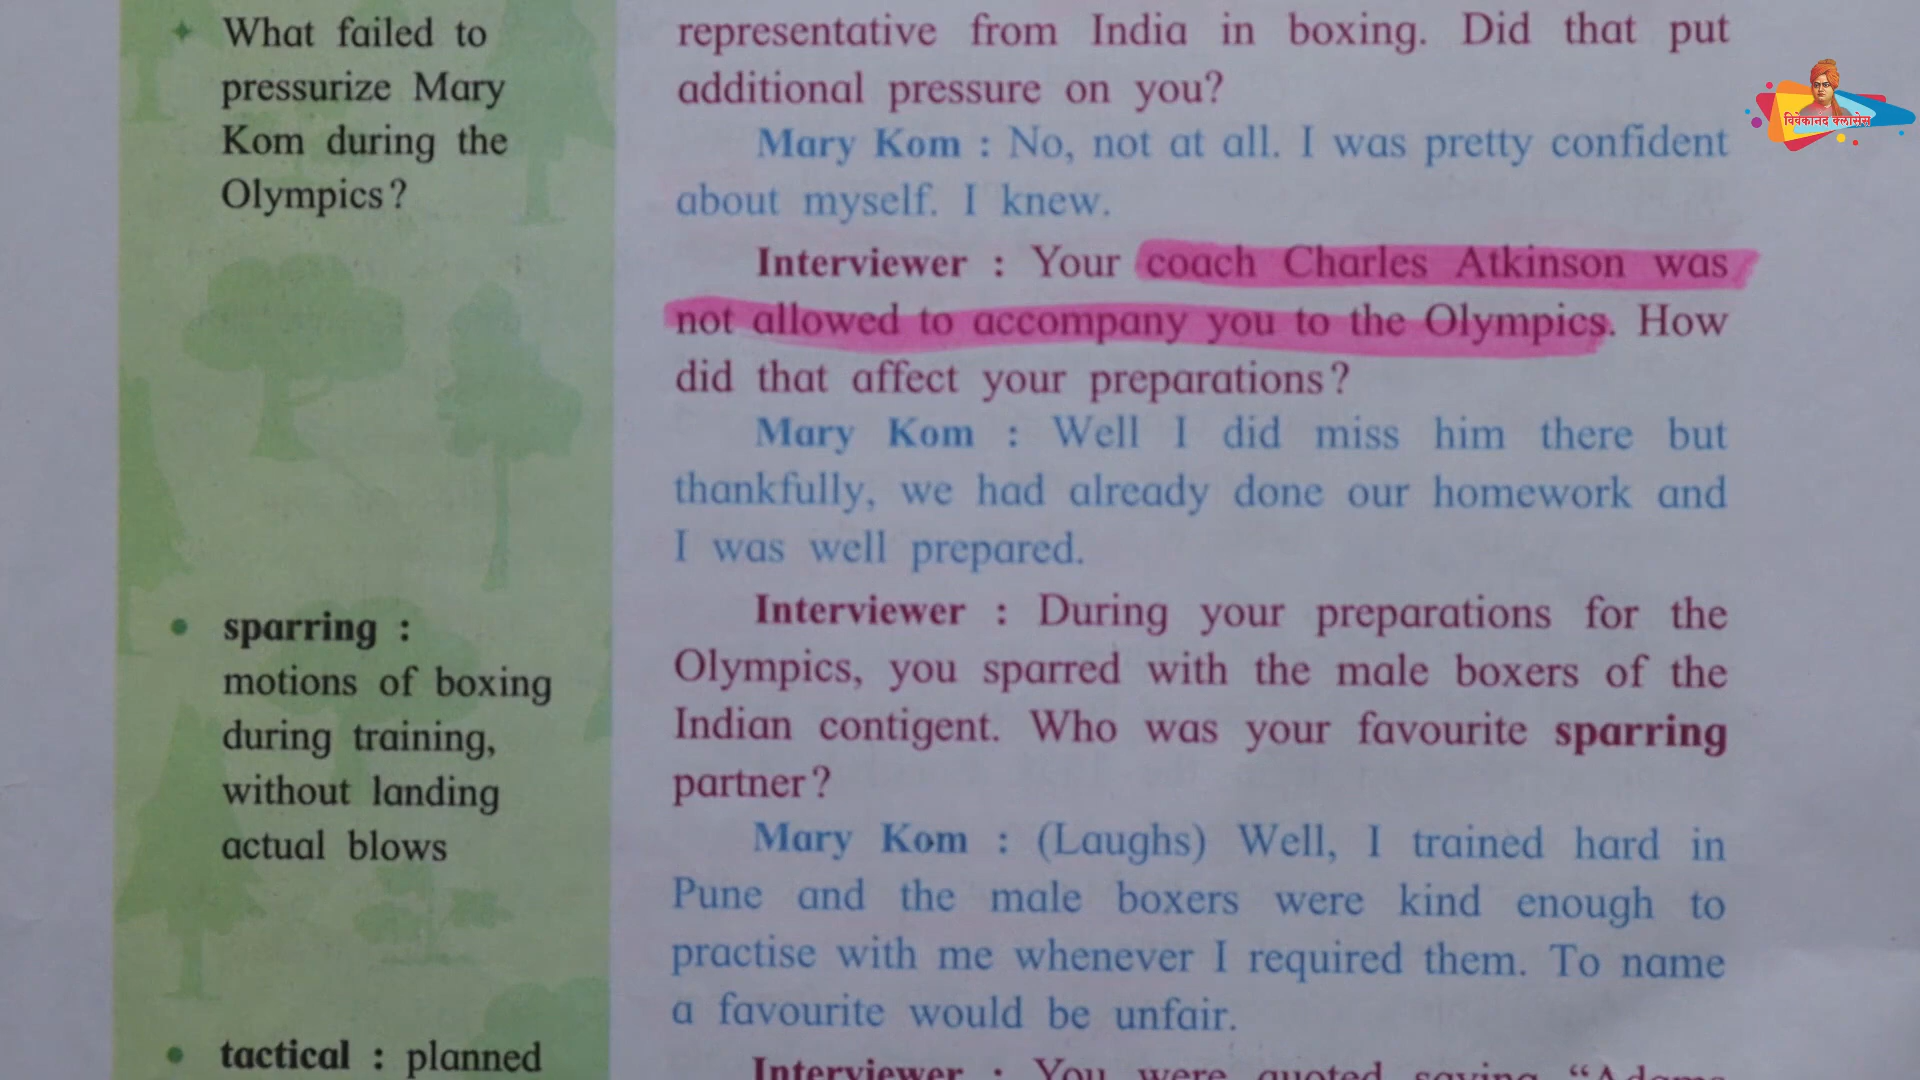 What failed to
pressurize Mary
Kom during the
Olympics?
sparring :
motions of boxing
during training,
without landing
actual blows
tactical : planned
representative from India in boxing. Did that put
additional pressure on you?
Mary Kom : No, not at all. I was pretty confident
about myself. I knew.
Interviewer : Your coach Charles Atkinson was
not allowed to accompany you to the Olympics. How
did that affect your preparations?
Mary Kom : Well I did miss him there but
thankfully, we had already done our homework and
I was well prepared.
Interviewer : During your preparations for the
Olympics, you sparred with the male boxers of the
Indian contigent. Who was your favourite sparring
partner?
Mary Kom : (Laughs) Well, I trained hard in
Pune and the male boxers were kind enough to
practise with me whenever I required them. To name
a favourite would be unfair.
Interviewer : You were quoted saying “Adams
विवेकानंद क्लासेस